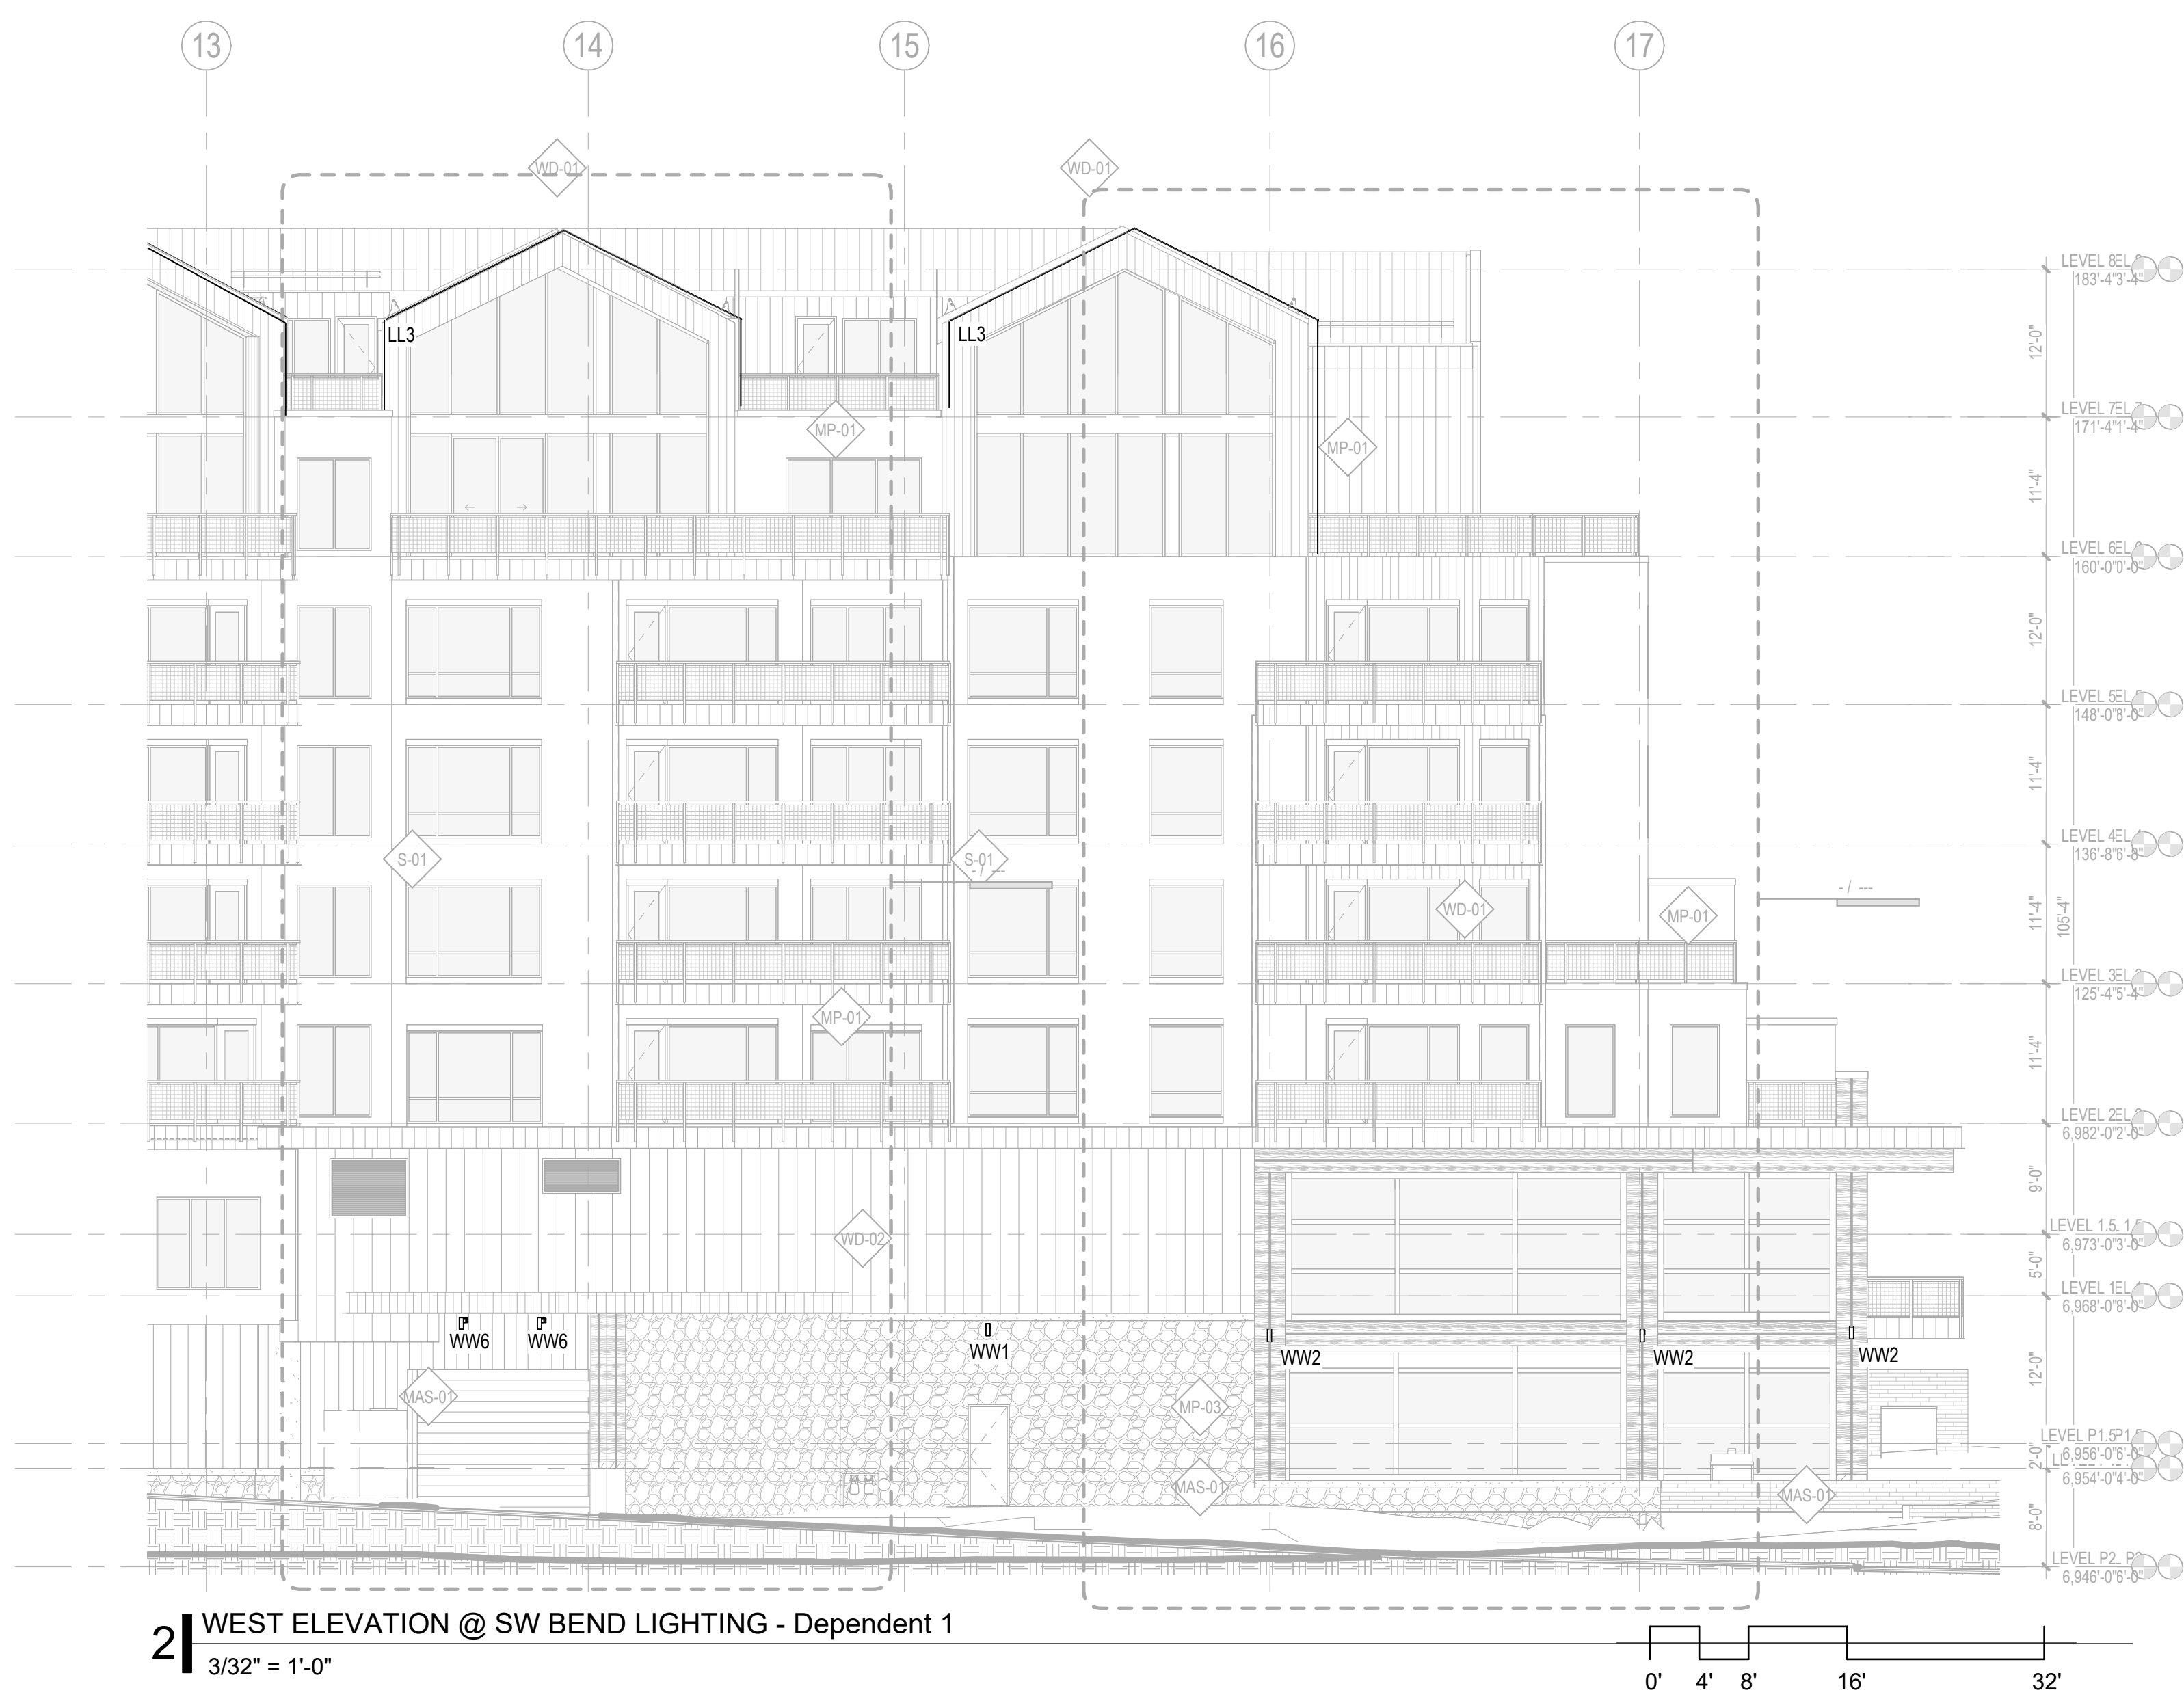 13 14 15 16 17
WD-01 WD-01
LEVEL 8
183'-4"
12'-0"
LL3 LL3
LEVEL 7
171'-4"
MP-01 MP-01
11'-4"
LEVEL 6
160'-0"
12'-0"
LEVEL 5
148'-0"
11'-4"
LEVEL 4
136'-8"
S-01 S-01
- / ---
- / ---
WD-01 MP-01
11'-4"
105'-4"
LEVEL 3
125'-4"
MP-01
11'-4"
LEVEL 2
6,982'-0"
9'-0"
WD-02
LEVEL 1.5
6,973'-0"
5'-0"
LEVEL 1
6,968'-0"
WW6 WW6 WW1 WW2 WW2 WW2
12'-0"
MAS-01 MP-03
LEVEL P1.5
6,956'-0"
2'-0"
6,954'-0"
MAS-01 MAS-01
8'-0"
LEVEL P2
6,946'-0"
2 WEST ELEVATION @ SW BEND LIGHTING - Dependent 1
3/32" = 1'-0"
0' 4' 8' 16' 32'